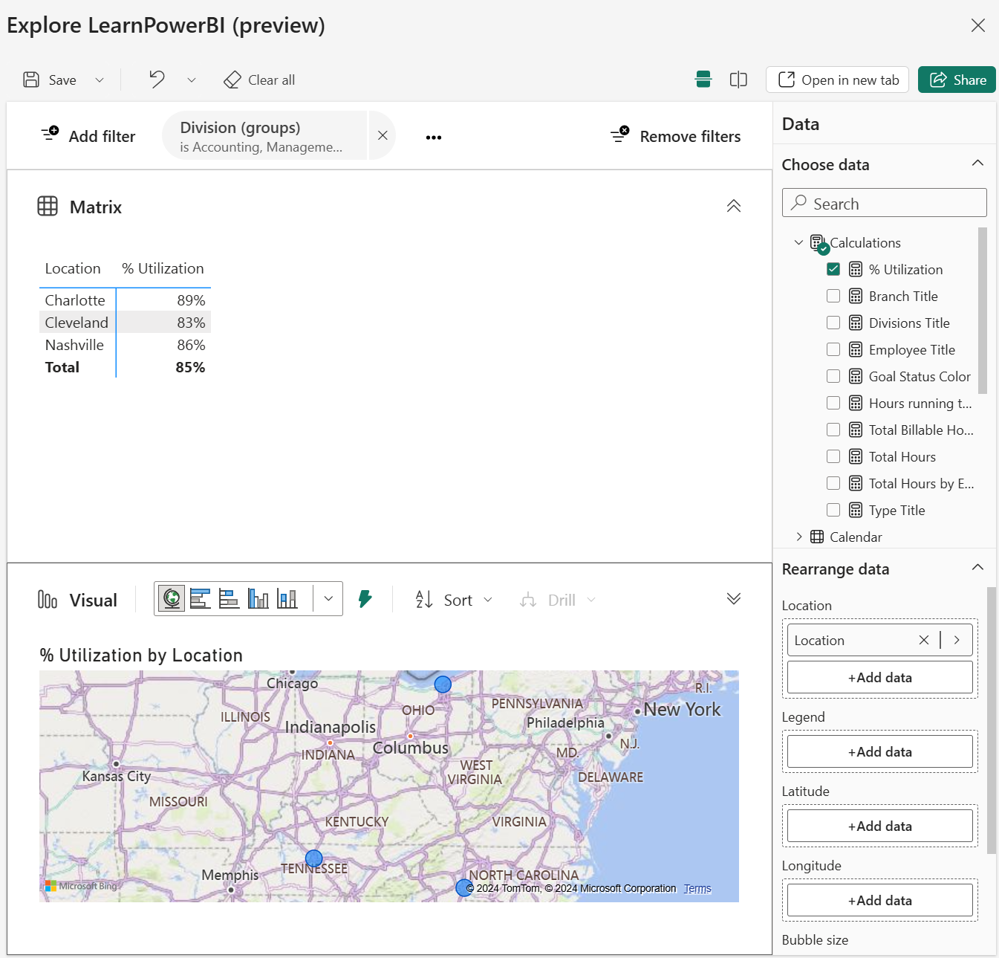 Explore LearnPowerBI (preview)
Save
Clear all
Open in new tab
Share
Add filter
Division (groups)
is Accounting, Manageme...
Remove filters
Matrix
Location % Utilization
Charlotte 89%
Cleveland 83%
Nashville 86%
Total 85%
Visual
Sort
Drill
% Utilization by Location
Chicago
ILLINOIS
Indianapolis
INDIANA
OHIO
Columbus
PENNSYLVANIA
Philadelphia
New York
R.I.
N.J.
MD.
DELAWARE
WEST
VIRGINIA
Kansas City
MISSOURI
KENTUCKY
VIRGINIA
Memphis
TENNESSEE
NORTH CAROLINA
Microsoft Bing
© 2024 TomTom, © 2024 Microsoft Corporation Terms
Data
Choose data
Search
Calculations
% Utilization
Branch Title
Divisions Title
Employee Title
Goal Status Color
Hours running t...
Total Billable Ho...
Total Hours
Total Hours by E...
Type Title
Calendar
Rearrange data
Location
Location
+Add data
Legend
+Add data
Latitude
+Add data
Longitude
+Add data
Bubble size